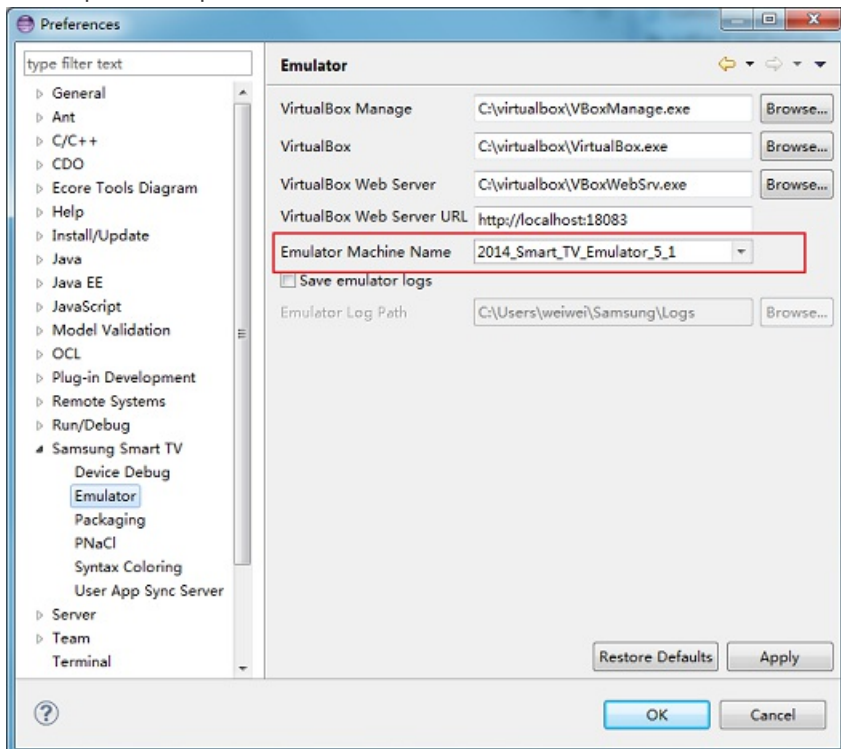 Preferences
type filter text
General
Ant
C/C++
CDO
Ecore Tools Diagram
Help
Install/Update
Java
Java EE
JavaScript
Model Validation
OCL
Plug-in Development
Remote Systems
Run/Debug
Samsung Smart TV
Device Debug
Emulator
Packaging
PNaCl
Syntax Coloring
User App Sync Server
Server
Team
Terminal
Emulator
VirtualBox Manage C:\virtualbox\VBoxManage.exe Browse...
VirtualBox C:\virtualbox\VirtualBox.exe Browse...
VirtualBox Web Server C:\virtualbox\VBoxWebSrv.exe Browse...
VirtualBox Web Server URL http://localhost:18083
Emulator Machine Name 2014_Smart_TV_Emulator_5_1
Save emulator logs
Emulator Log Path C:\Users\weiwei\Samsung\Logs Browse...
Restore Defaults Apply
OK Cancel